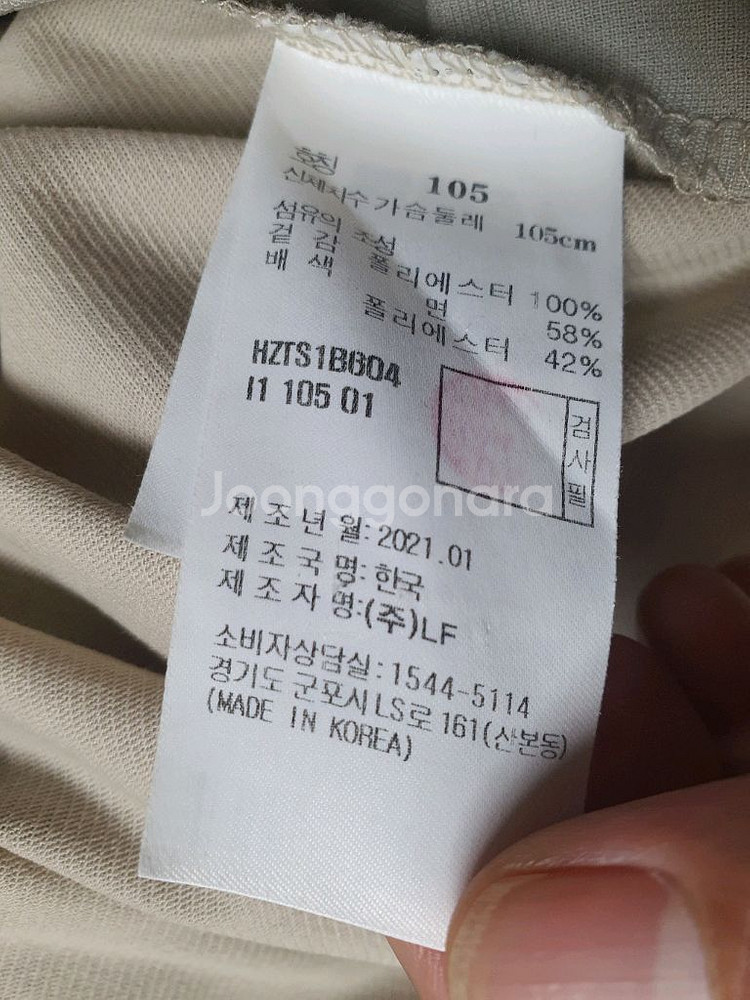 호칭 105
신체치수 가슴둘레 105cm
섬유의 조성
겉감 폴리에스터 100%
배색 면 58%
폴리에스터 42%
HZTS1B604
I1 105 01
검사필
Joonggonara
제조년월: 2021.01
제조국명: 한국
제조자명: (주)LF
소비자상담실: 1544-5114
경기도 군포시 LS로 161(산본동)
(MADE IN KOREA)